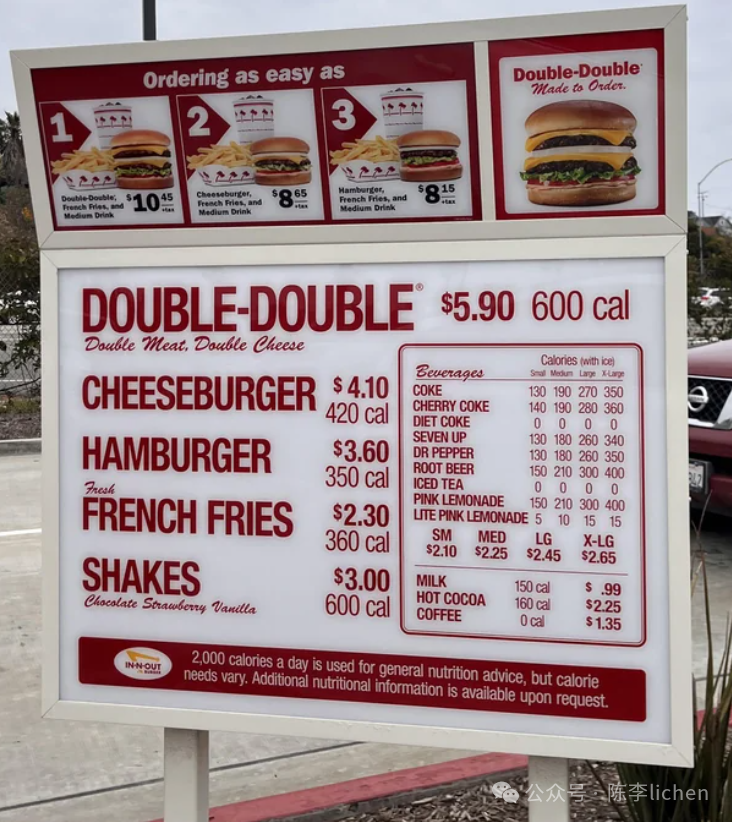 Ordering as easy as
1
Double-Double,
French Fries, and
Medium Drink
$10 45 +tax
2
Cheeseburger,
French Fries, and
Medium Drink
$8 65 +tax
3
Hamburger,
French Fries, and
Medium Drink
$8 15 +tax
Double-Double®
Made to Order.
DOUBLE-DOUBLE® $5.90 600 cal
Double Meat, Double Cheese
CHEESEBURGER $4.10
420 cal
HAMBURGER $3.60
350 cal
Fresh
FRENCH FRIES $2.30
360 cal
SHAKES $3.00
Chocolate Strawberry Vanilla 600 cal
Calories (with ice)
Beverages Small Medium Large X-Large
COKE 130 190 270 350
CHERRY COKE 140 190 280 360
DIET COKE 0 0 0 0
SEVEN UP 130 180 260 340
DR PEPPER 130 180 260 350
ROOT BEER 150 210 300 400
ICED TEA 0 0 0 0
PINK LEMONADE 150 210 300 400
LITE PINK LEMONADE 5 10 15 15
SM MED LG X-LG
$2.10 $2.25 $2.45 $2.65
MILK 150 cal $ .99
HOT COCOA 160 cal $2.25
COFFEE 0 cal $1.35
IN-N-OUT
BURGER
2,000 calories a day is used for general nutrition advice, but calorie
needs vary. Additional nutritional information is available upon request.
公众号 · 陈李lichen